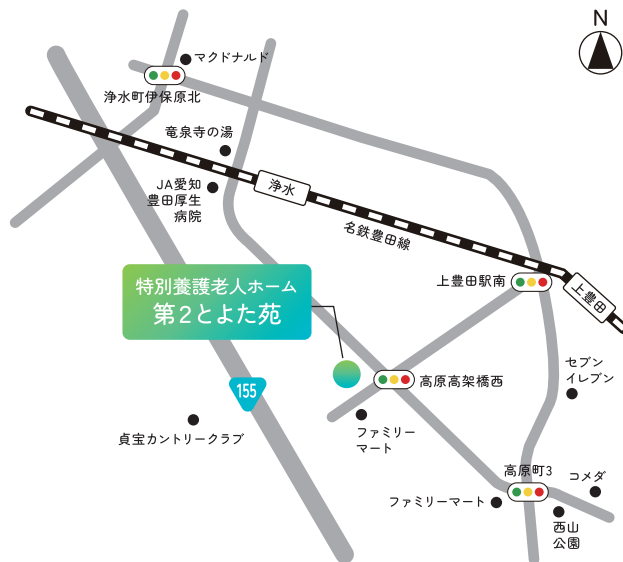 N
マクドナルド
浄水町伊保原北
竜泉寺の湯
JA愛知
豊田厚生
病院
浄水
名鉄豊田線
上豊田駅南
上豊田
特別養護老人ホーム
第2とよた苑
155
高原高架橋西
セブン
イレブン
貞宝カントリークラブ
ファミリー
マート
高原町3
コメダ
ファミリーマート
西山
公園